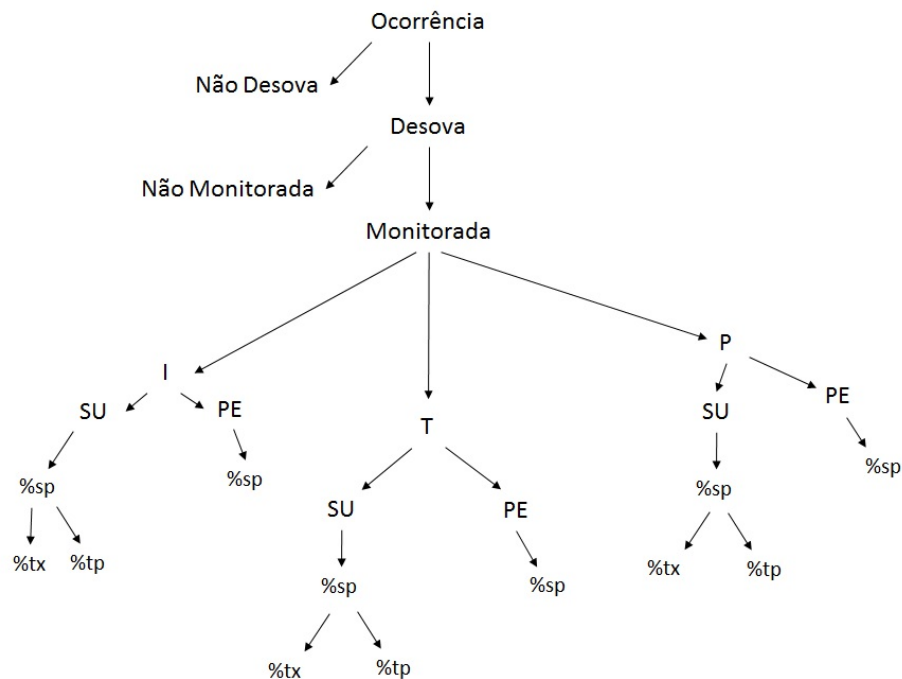 Ocorrência
Não Desova
Desova
Não Monitorada
Monitorada
I
SU
PE
%sp
%sp
%tx
%tp
T
SU
PE
%sp
%sp
%tx
%tp
P
SU
PE
%sp
%sp
%tx
%tp